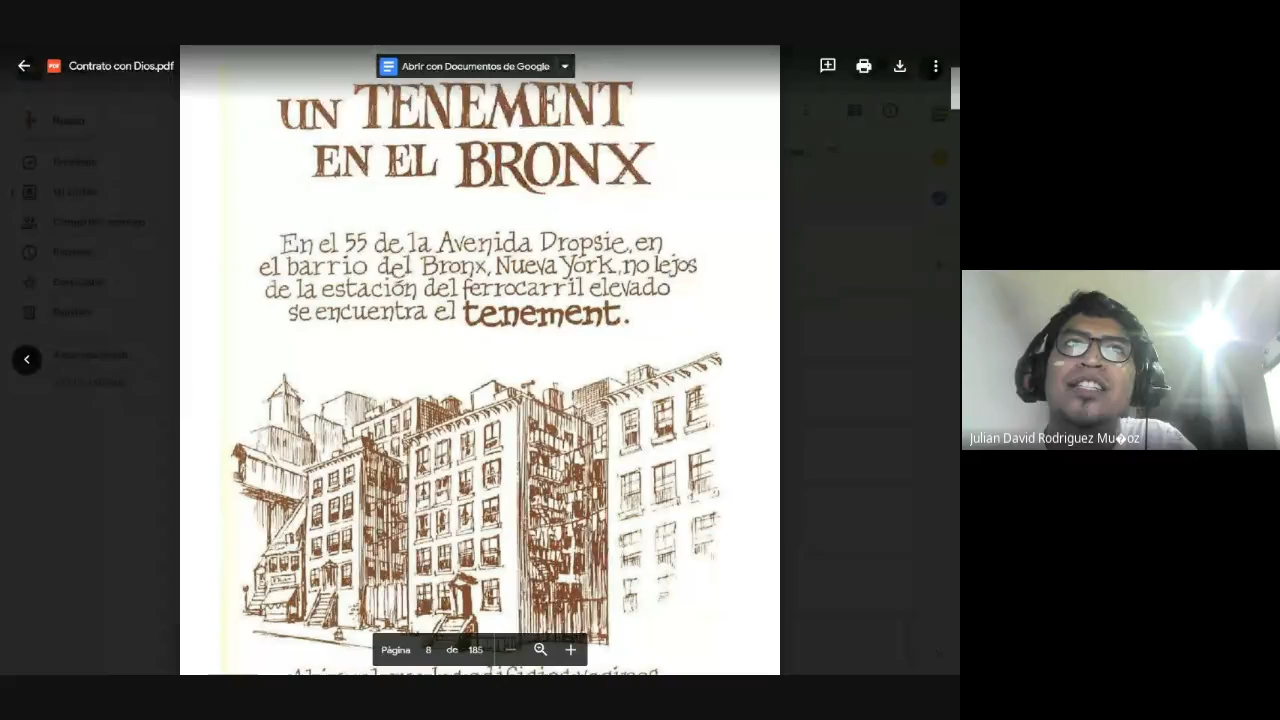 Contrato con Dios.pdf
Abrir con Documentos de Google
UN TENEMENT
EN EL BRONX
En el 55 de la Avenida Dropsie, en
el barrio del Bronx, Nueva York, no lejos
de la estación del ferrocarril elevado
se encuentra el tenement.
Página 8 de 185
Julian David Rodriguez Mu�oz